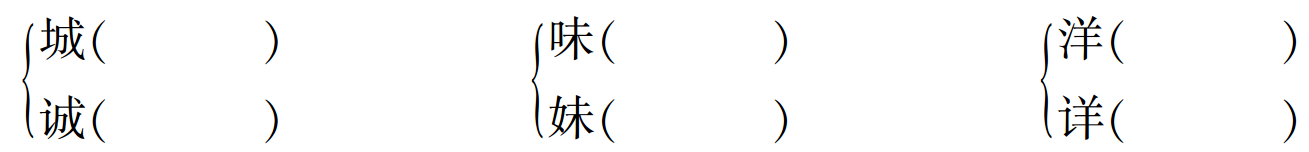 城(    )    味(    )    洋(    )
诚(    )    妹(    )    详(    )